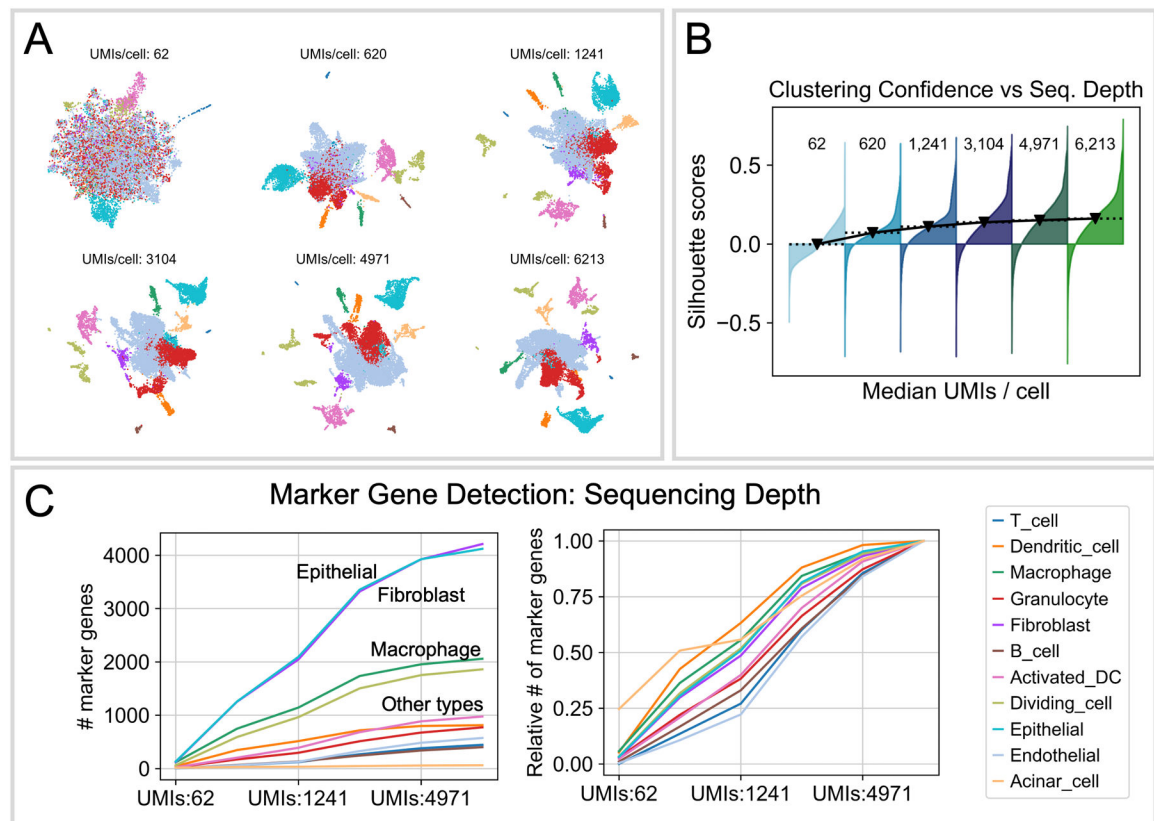 A
UMIs/cell: 62
UMIs/cell: 620
UMIs/cell: 1241
UMIs/cell: 3104
UMIs/cell: 4971
UMIs/cell: 6213
B
Clustering Confidence vs Seq. Depth
62
620
1,241
3,104
4,971
6,213
0.5
0.0
−0.5
Silhouette scores
Median UMIs / cell
C
Marker Gene Detection: Sequencing Depth
# marker genes
4000
3000
2000
1000
0
Epithelial
Fibroblast
Macrophage
Other types
UMIs:62
UMIs:1241
UMIs:4971
Relative # of marker genes
1.00
0.75
0.50
0.25
0.00
UMIs:62
UMIs:1241
UMIs:4971
T_cell
Dendritic_cell
Macrophage
Granulocyte
Fibroblast
B_cell
Activated_DC
Dividing_cell
Epithelial
Endothelial
Acinar_cell